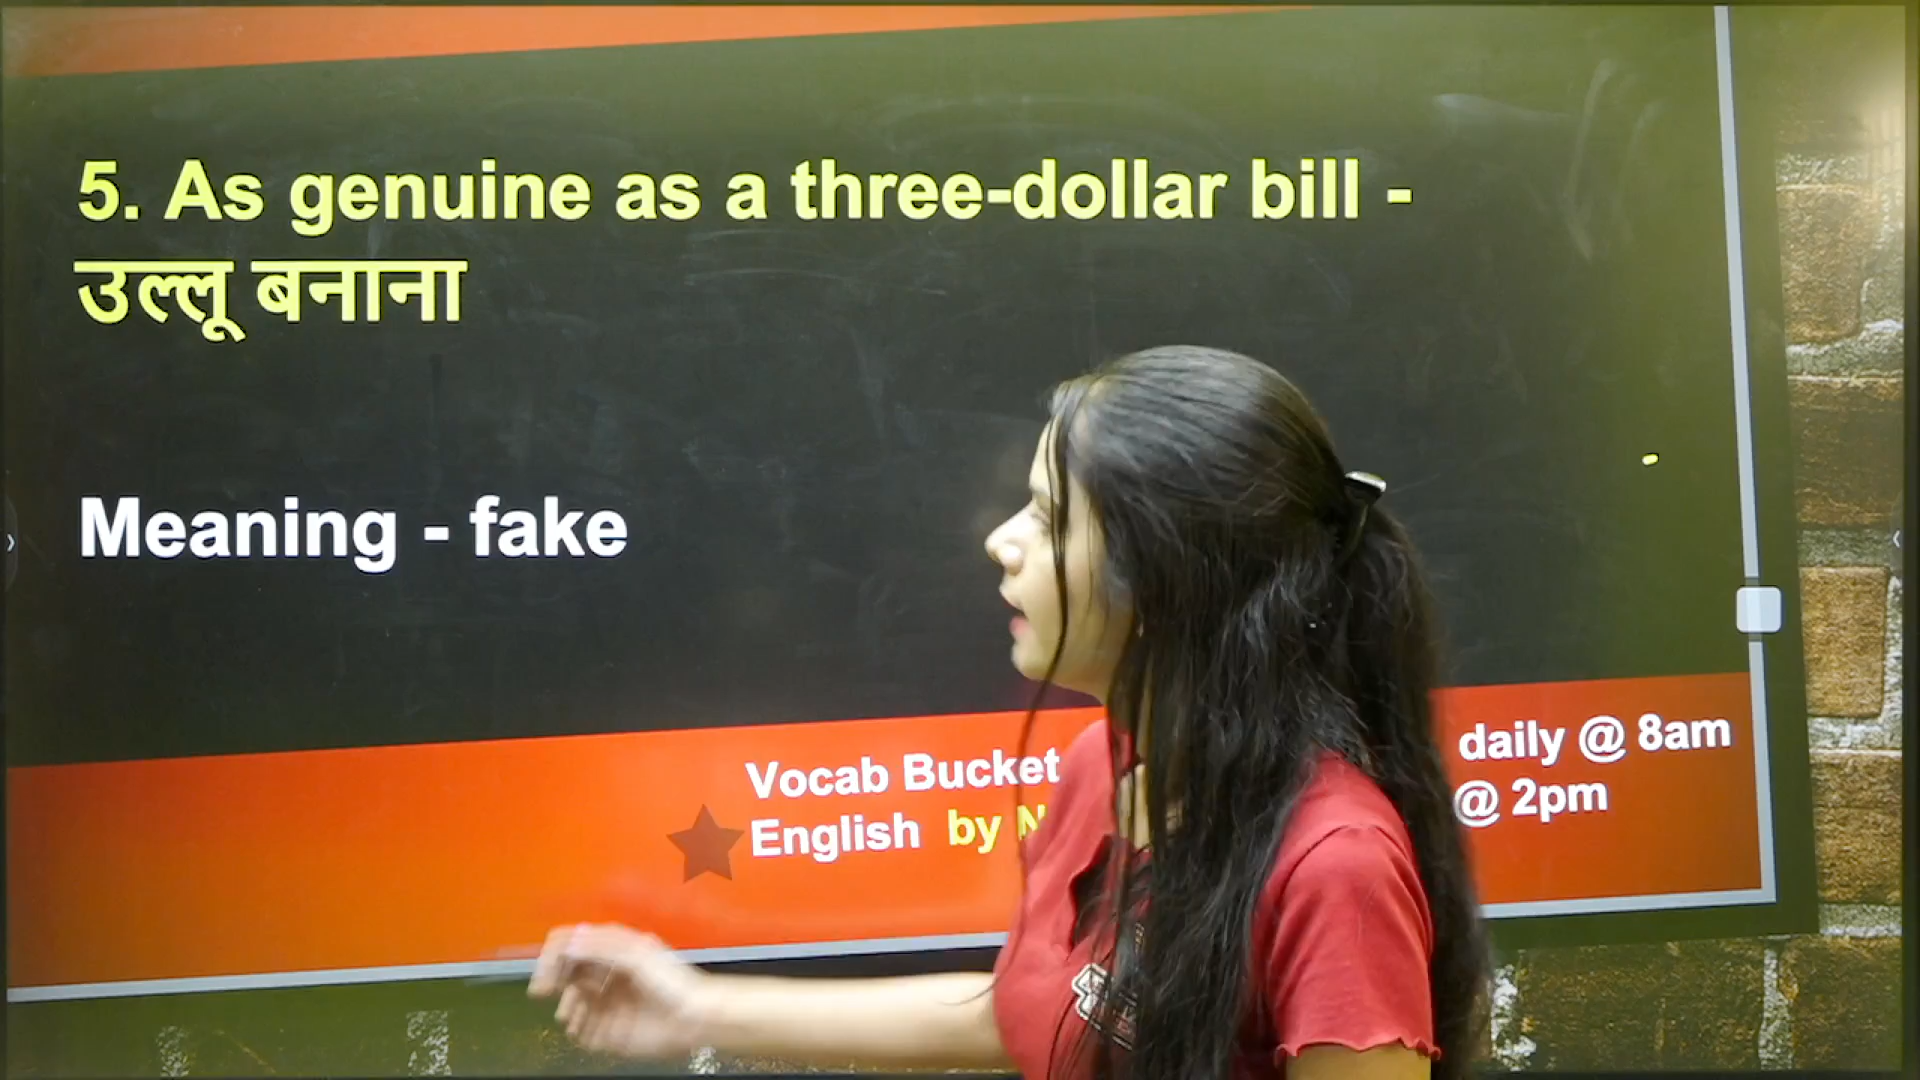 5. As genuine as a three-dollar bill -
उल्लू बनाना
Meaning - fake
Vocab Bucket daily @ 8am
English by @ 2pm